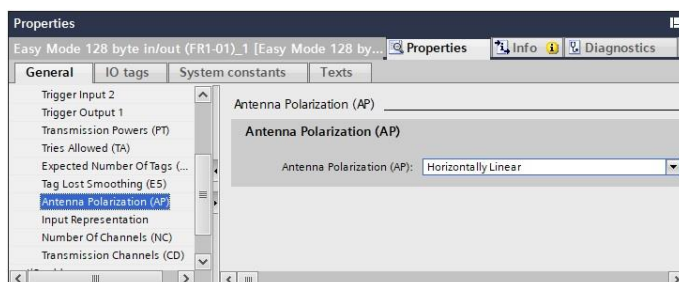 Properties
Easy Mode 128 byte in/out (FR1-01)_1 [Easy Mode 128 by...
Properties
Info
Diagnostics
General
IO tags
System constants
Texts
Trigger Input 2
Trigger Output 1
Transmission Powers (PT)
Tries Allowed (TA)
Expected Number Of Tags (...
Tag Lost Smoothing (E5)
Antenna Polarization (AP)
Input Representation
Number Of Channels (NC)
Transmission Channels (CD)
Antenna Polarization (AP)
Antenna Polarization (AP)
Antenna Polarization (AP): Horizontally Linear